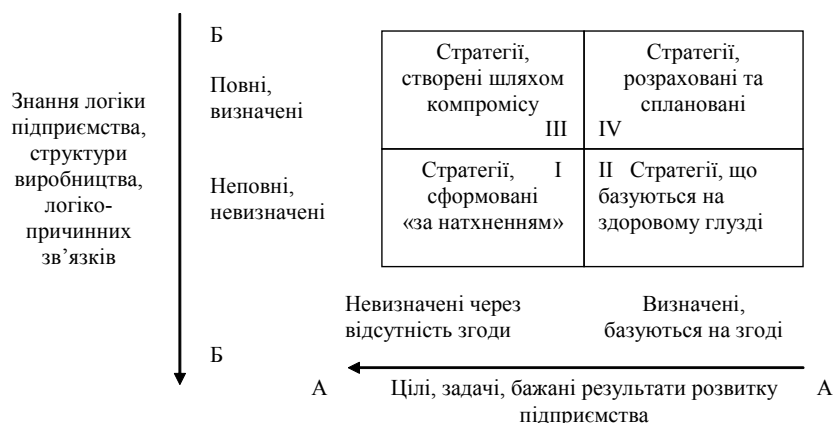 Б
Знання логіки
підприємства,
структури
виробництва,
логіко-
причинних
зв’язків
Повні,
визначені
Неповні,
невизначені
Б
Стратегії,
створені шляхом
компромісу
III
Стратегії,
розраховані та
сплановані
IV
Стратегії, I
сформовані
«за натхненням»
II Стратегії, що
базуються на
здоровому глузді
Невизначені через
відсутність згоди
Визначені,
базуються на згоді
А
Цілі, задачі, бажані результати розвитку
підприємства
А